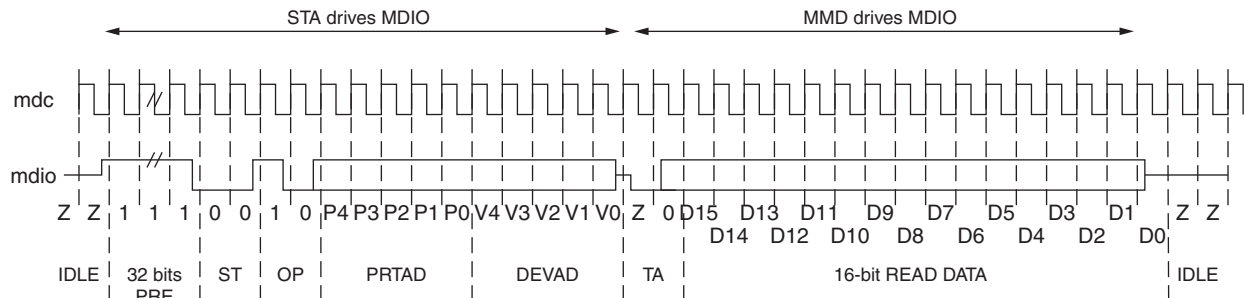 STA drives MDIO MMD drives MDIO
mdc
mdio
Z Z 1 1 1 0 0 1 0 P4 P3 P2 P1 P0 V4 V3 V2 V1 V0 Z 0 D15 D13 D11 D9 D7 D5 D3 D1 Z Z
D14 D12 D10 D8 D6 D4 D2 D0
IDLE 32 bits ST OP PRTAD DEVAD TA 16-bit READ DATA IDLE
PRE